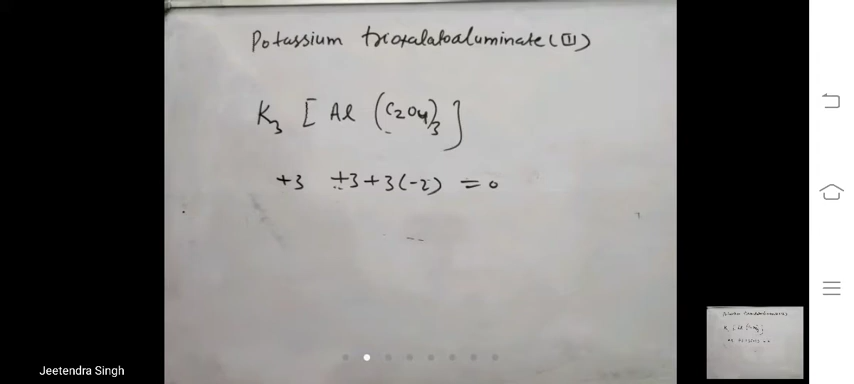 Potassium trioxalatoaluminate (III)
K3 [Al (C2O4)3]
+3 +3+3(-2) = 0
Jeetendra Singh